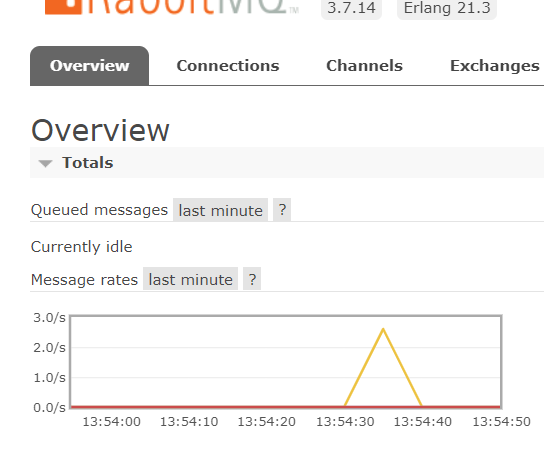 RabbitMQ™ 3.7.14 Erlang 21.3
Overview Connections Channels Exchanges
Overview
Totals
Queued messages last minute ?
Currently idle
Message rates last minute ?
3.0/s
2.0/s
1.0/s
0.0/s
13:54:00 13:54:10 13:54:20 13:54:30 13:54:40 13:54:50